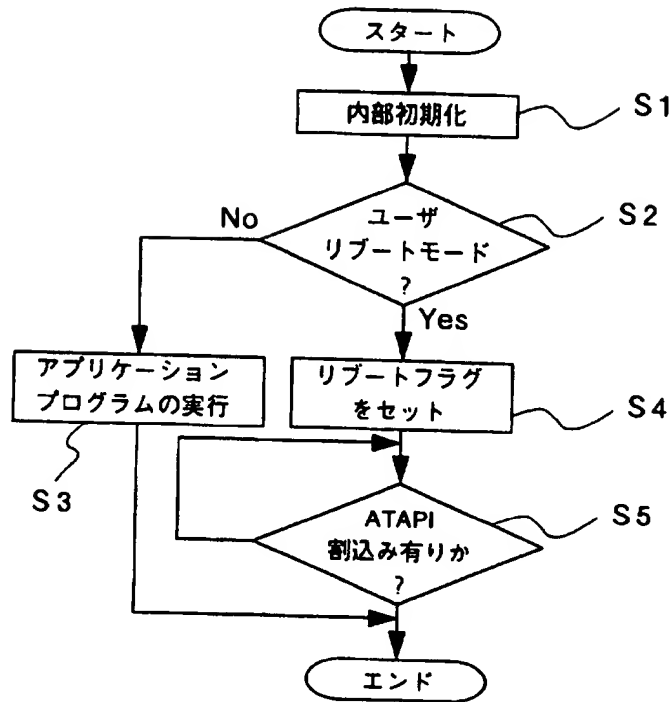 スタート
内部初期化
S1
ユーザ
リブートモード
?
S2
No
Yes
アプリケーション
プログラムの実行
S3
リブートフラグ
をセット
S4
ATAPI
割込み有りか
?
S5
エンド